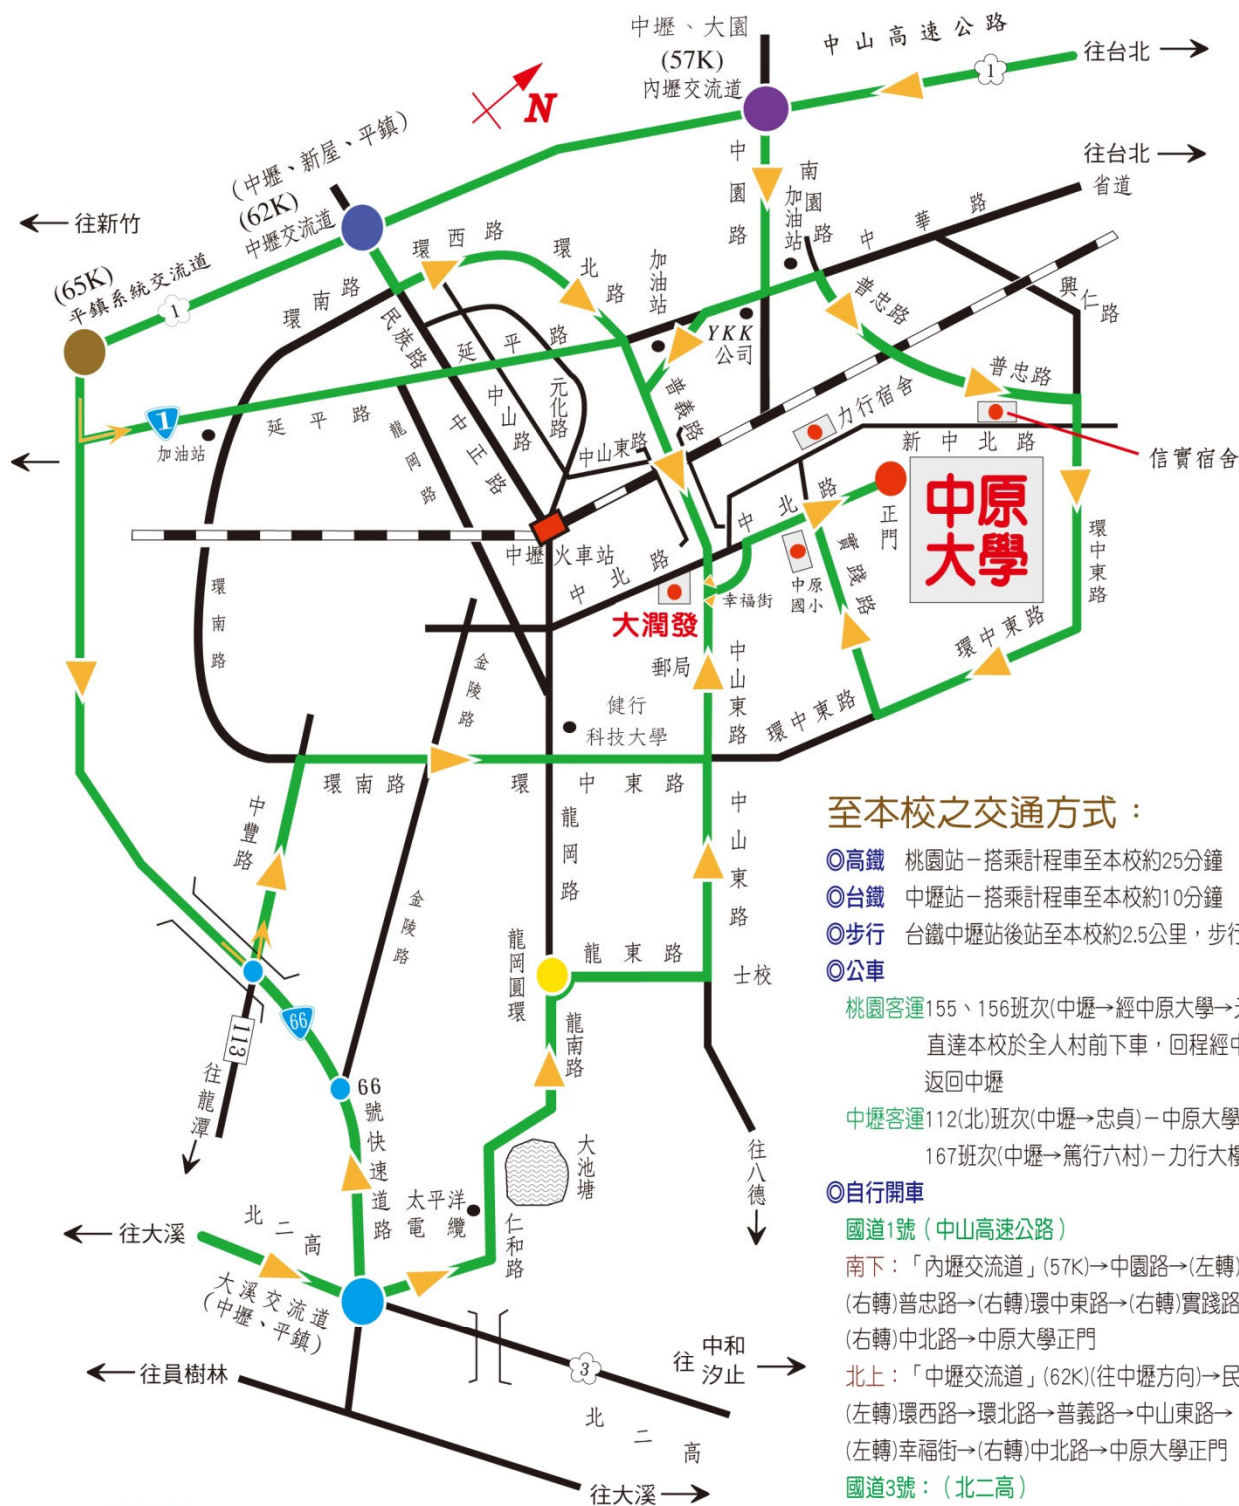 中壢、大園
(57K)
內壢交流道
中山高速公路
1
往台北
N
(中壢、新屋、平鎮)
(62K)
中壢交流道
往新竹
(65K)
平鎮系統交流道
1
中園路
南園路
加油站
中華路
往台北
省道
環西路
環北路
加油站
環南路
民族路
延平路
YKK
公司
普忠路
興仁路
普忠路
1
加油站
延平路
龍岡路
中正路
中山路
元化路
中山東路
普義路
力行宿舍
新中北路
信實宿舍
中壢火車站
中北路
中北路
正門
中原
大學
環中東路
環南路
大潤發
幸福街
中原
國小
實踐路
環中東路
郵局
中山東路
金陵路
健行
科技大學
環中東路
環南路
環中東路
中豐路
龍岡路
中山東路
金陵路
龍岡圓環
龍東路
士校
66
113
往龍潭
66號快速道路
龍南路
大池塘
太平洋
電纜
仁和路
往八德
往大溪
北二高
大溪交流道
(中壢、平鎮)
往員樹林
3
往
中和
汐止
北二高
往大溪
至本校之交通方式：
◎高鐵 桃園站－搭乘計程車至本校約25分鐘
◎台鐵 中壢站－搭乘計程車至本校約10分鐘
◎步行 台鐵中壢站後站至本校約2.5公里，步行
◎公車
桃園客運155、156班次(中壢→經中原大學→
直達本校於全人村前下車，回程經中
返回中壢
中壢客運112(北)班次(中壢→忠貞)－中原大學
167班次(中壢→篤行六村)－力行大樓
◎自行開車
國道1號（中山高速公路）
南下：「內壢交流道」(57K)→中園路→(左轉)
(右轉)普忠路→(右轉)環中東路→(右轉)實踐路
(右轉)中北路→中原大學正門
北上：「中壢交流道」(62K)(往中壢方向)→民
(左轉)環西路→環北路→普義路→中山東路→
(左轉)幸福街→(右轉)中北路→中原大學正門
國道3號：（北二高）